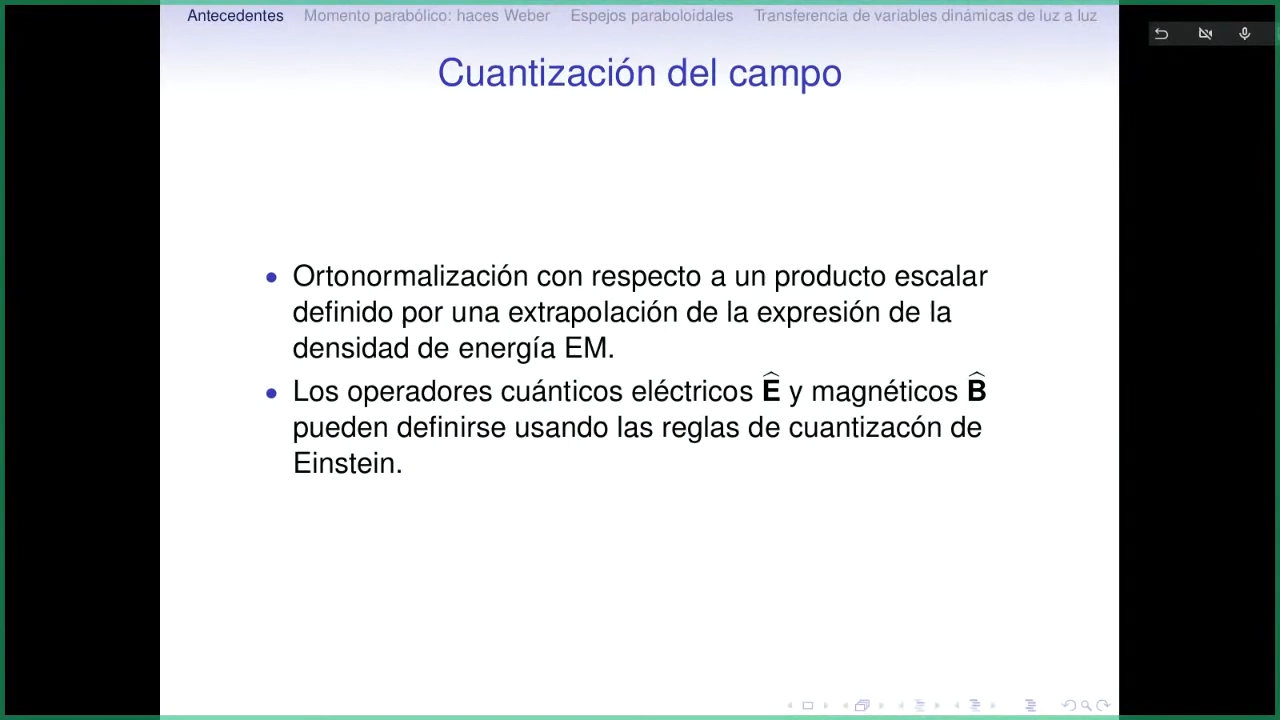 Antecedentes Momento parabólico: haces Weber Espejos paraboloidales Transferencia de variables dinámicas de luz a luz
Cuantización del campo
• Ortonormalización con respecto a un producto escalar
definido por una extrapolación de la expresión de la
densidad de energía EM.
• Los operadores cuánticos eléctricos Ê y magnéticos B̂
pueden definirse usando las reglas de cuantizacón de
Einstein.